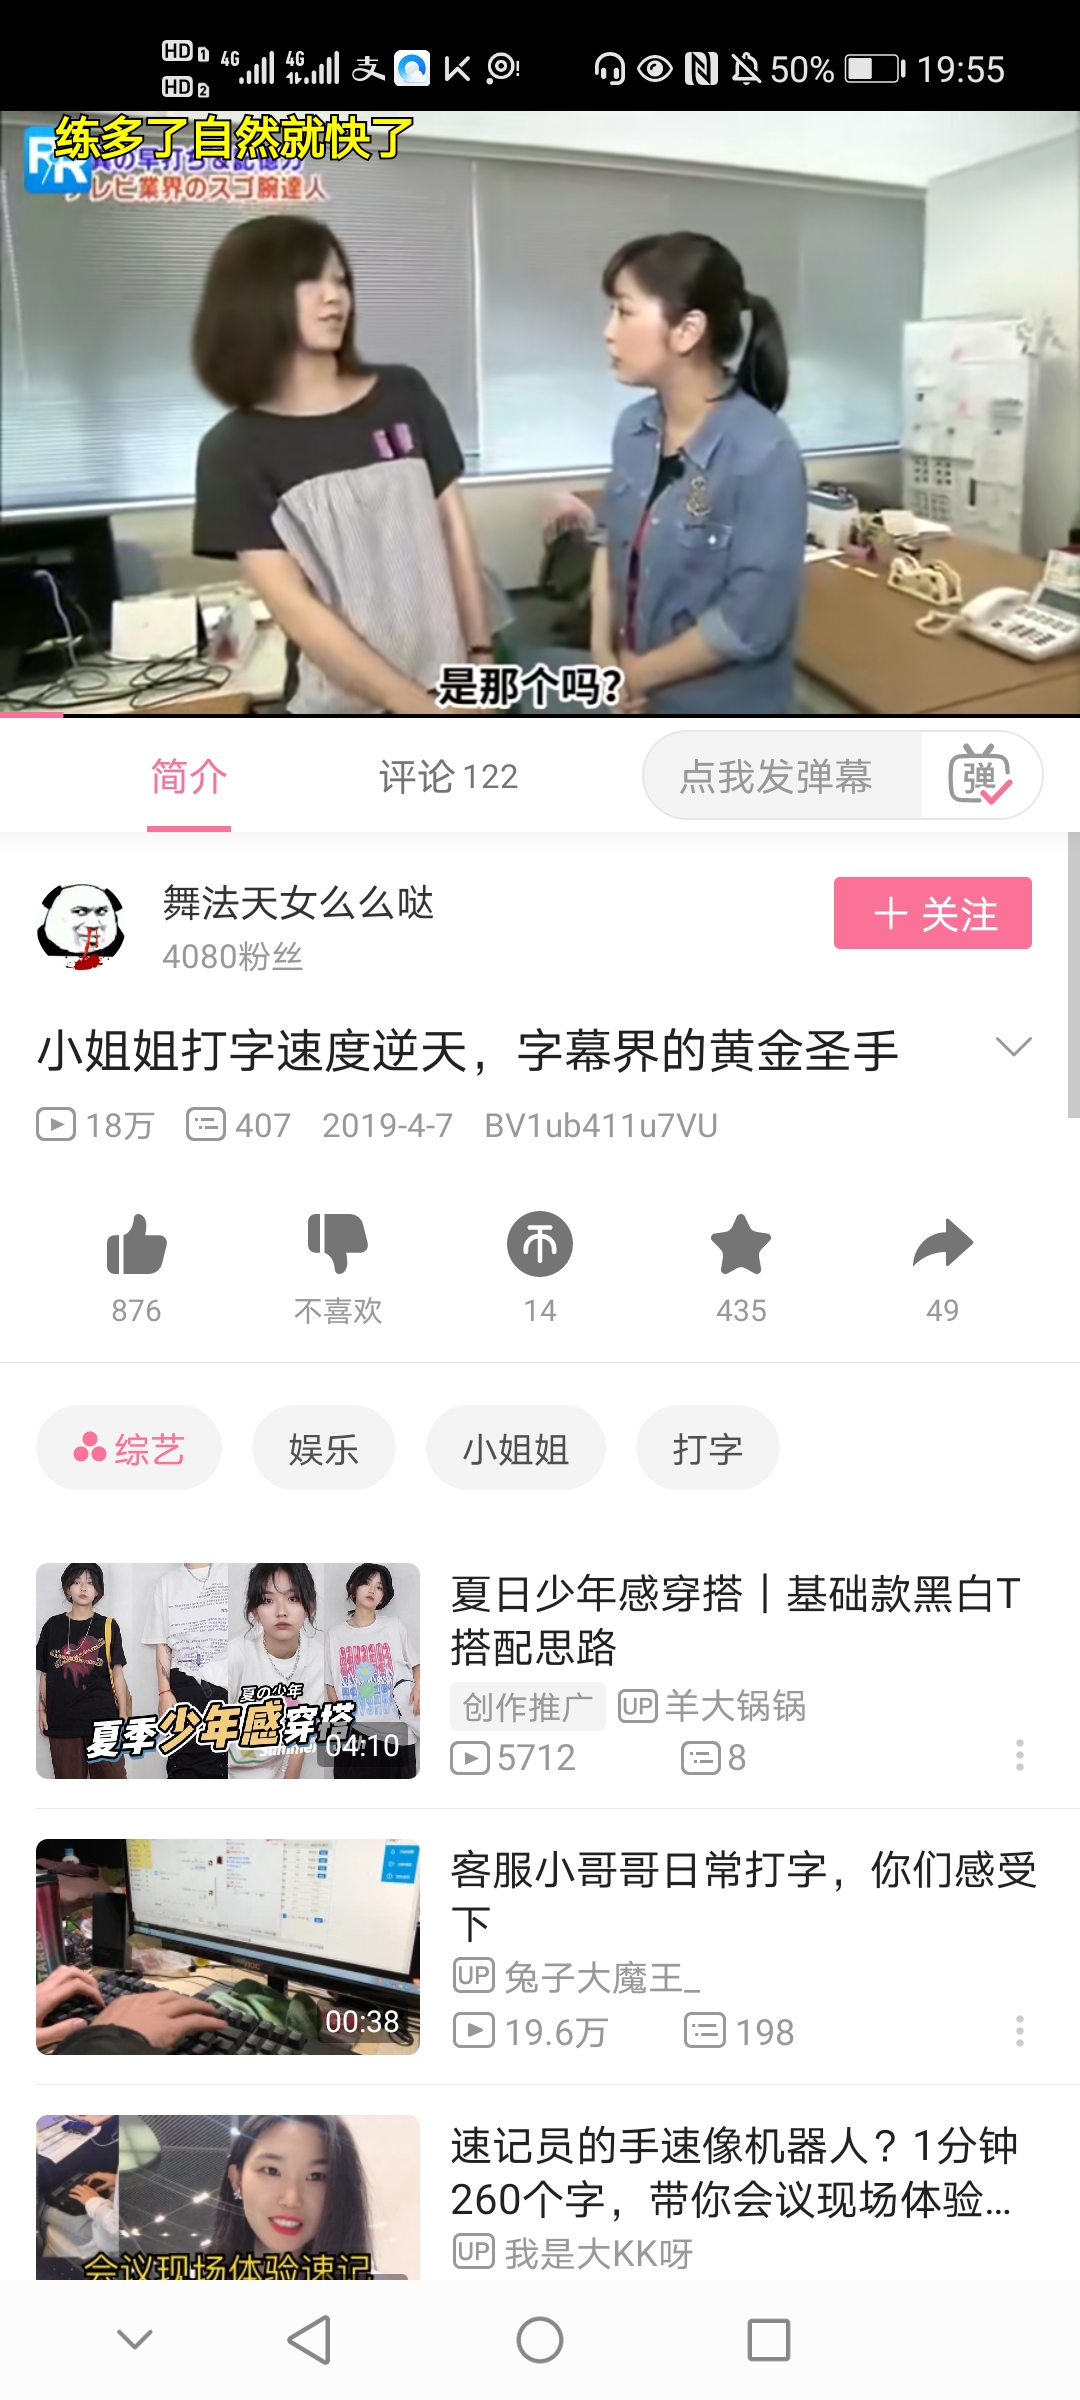 HD 1 HD 2 4G 4G 支 50% 19:55
练多了自然就快了
テレビ業界のスゴ腕達人
是那个吗？
简介 评论 122 点我发弹幕 弹
舞法天女么么哒
4080粉丝
关注
小姐姐打字速度逆天，字幕界的黄金圣手
18万 407 2019-4-7 BV1ub411u7VU
876 不喜欢 14 435 49
综艺 娱乐 小姐姐 打字
夏の少年
夏季少年感穿搭
Summer
04:10
夏日少年感穿搭｜基础款黑白T
搭配思路
创作推广 UP 羊大锅锅
5712 8
00:38
客服小哥哥日常打字，你们感受
下
UP 兔子大魔王_
19.6万 198
会议现场体验速记
速记员的手速像机器人？1分钟
260个字，带你会议现场体验...
UP 我是大KK呀